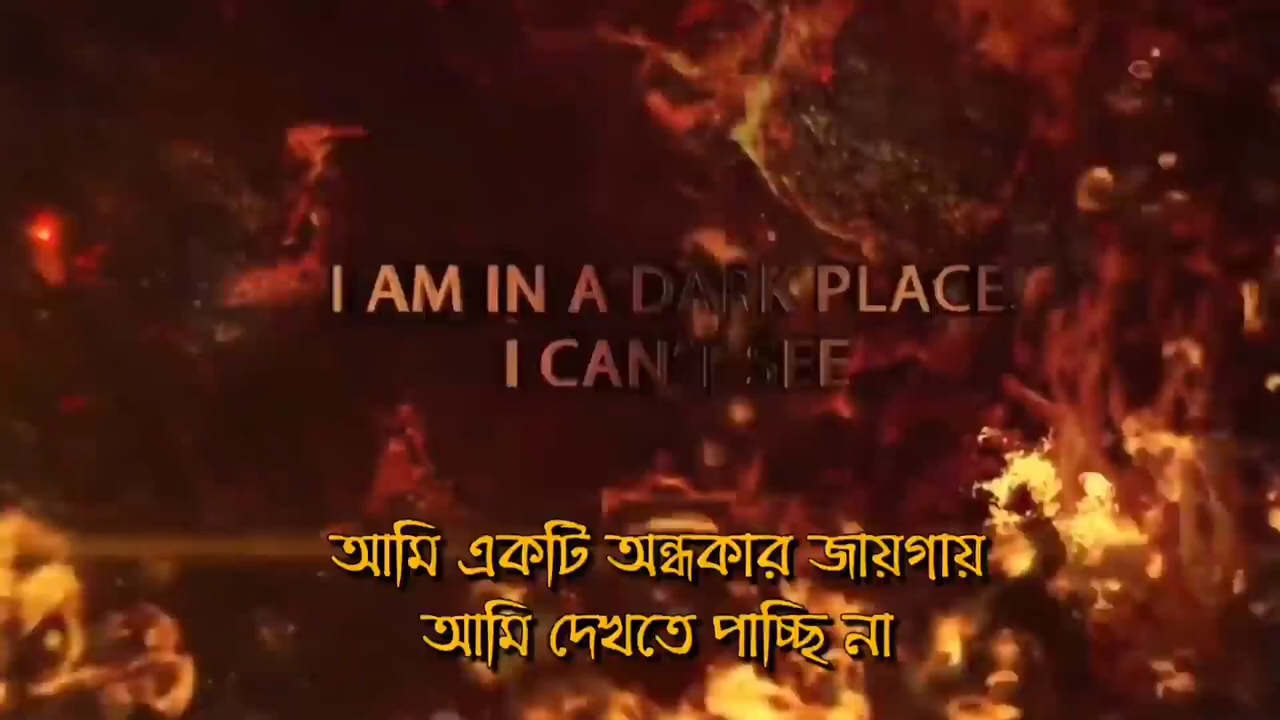 I AM IN A DARK PLACE.
I CAN'T SEE
আমি একটি অন্ধকার জায়গায়
আমি দেখতে পাচ্ছি না